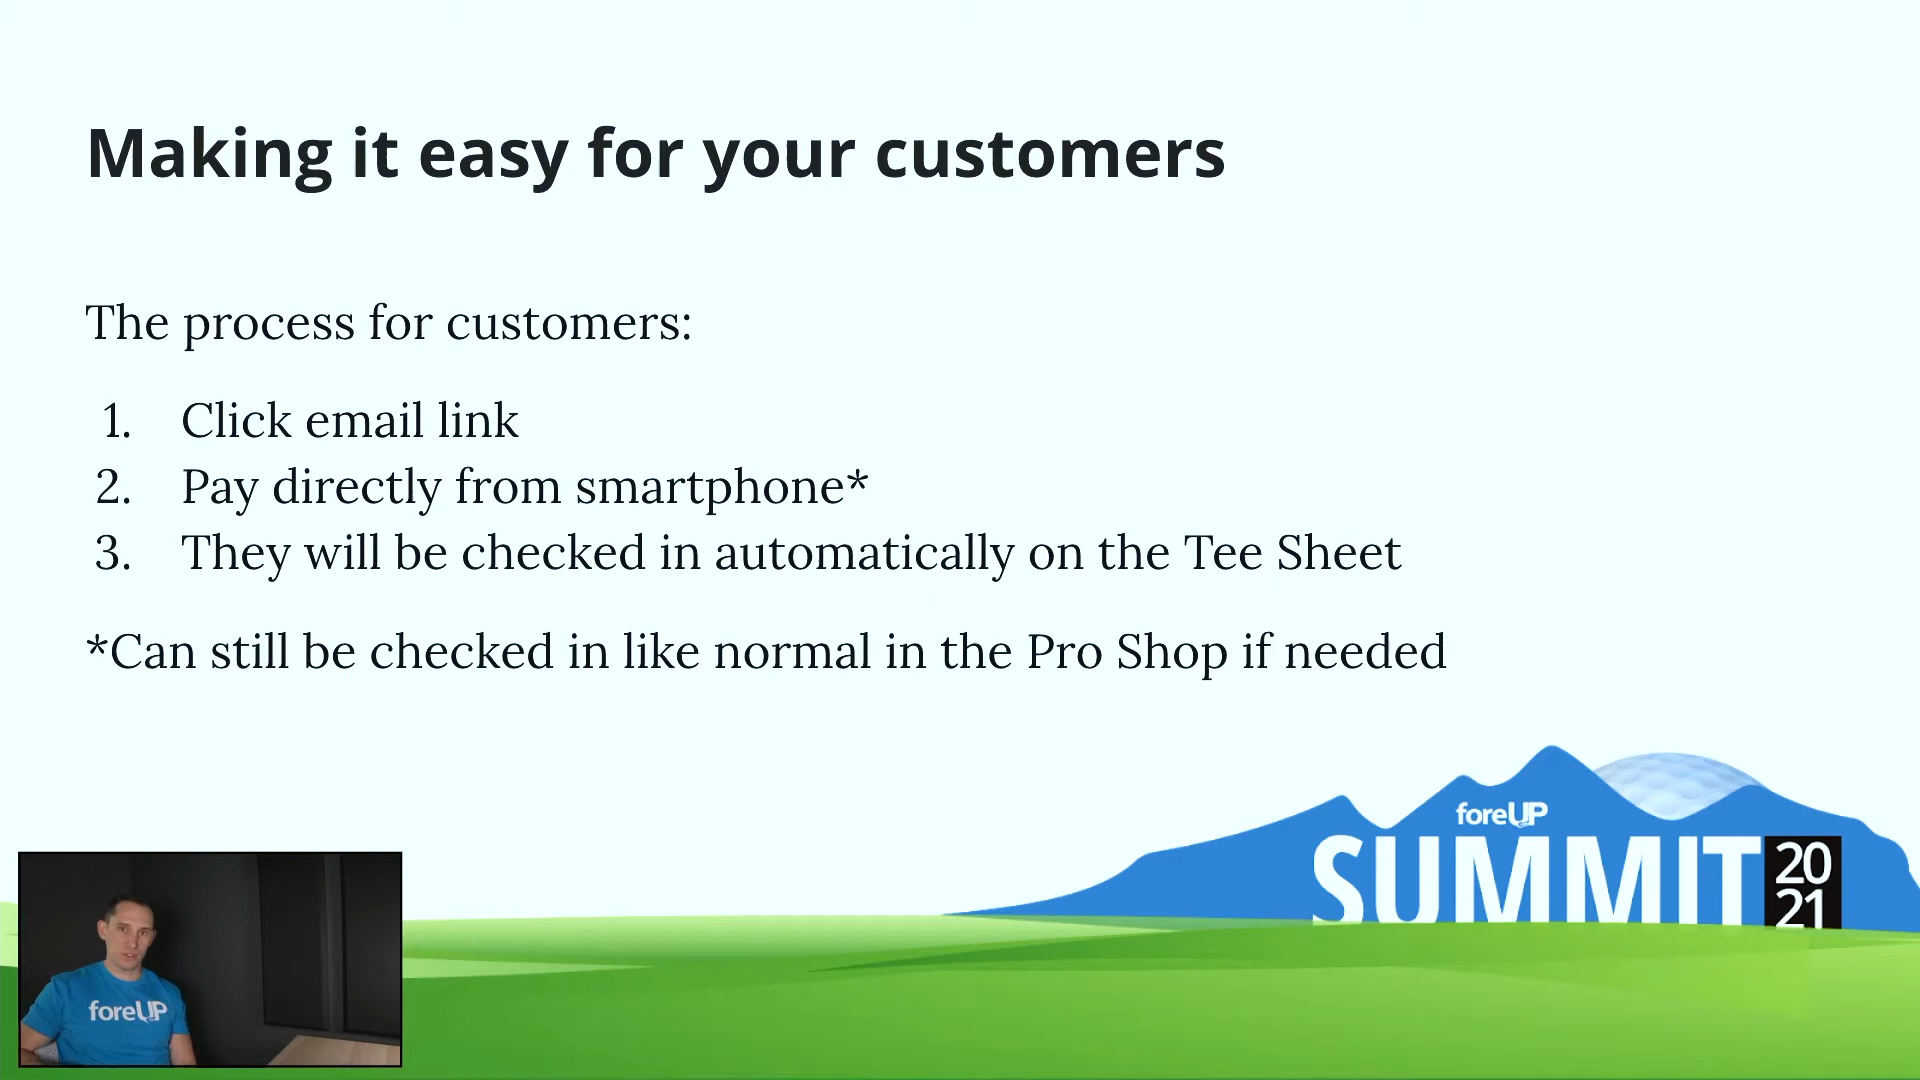 Making it easy for your customers
The process for customers:
1. Click email link
2. Pay directly from smartphone*
3. They will be checked in automatically on the Tee Sheet
*Can still be checked in like normal in the Pro Shop if needed
foreUP
SUMMIT 20
21
foreUP